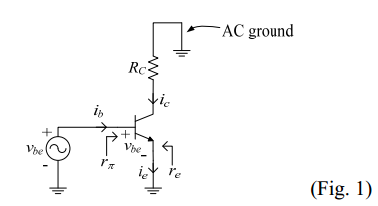 AC ground
R_C
i_c
i_b
+
+
v_be
v_be
-
-
r_π
i_e
r_e
(Fig. 1)